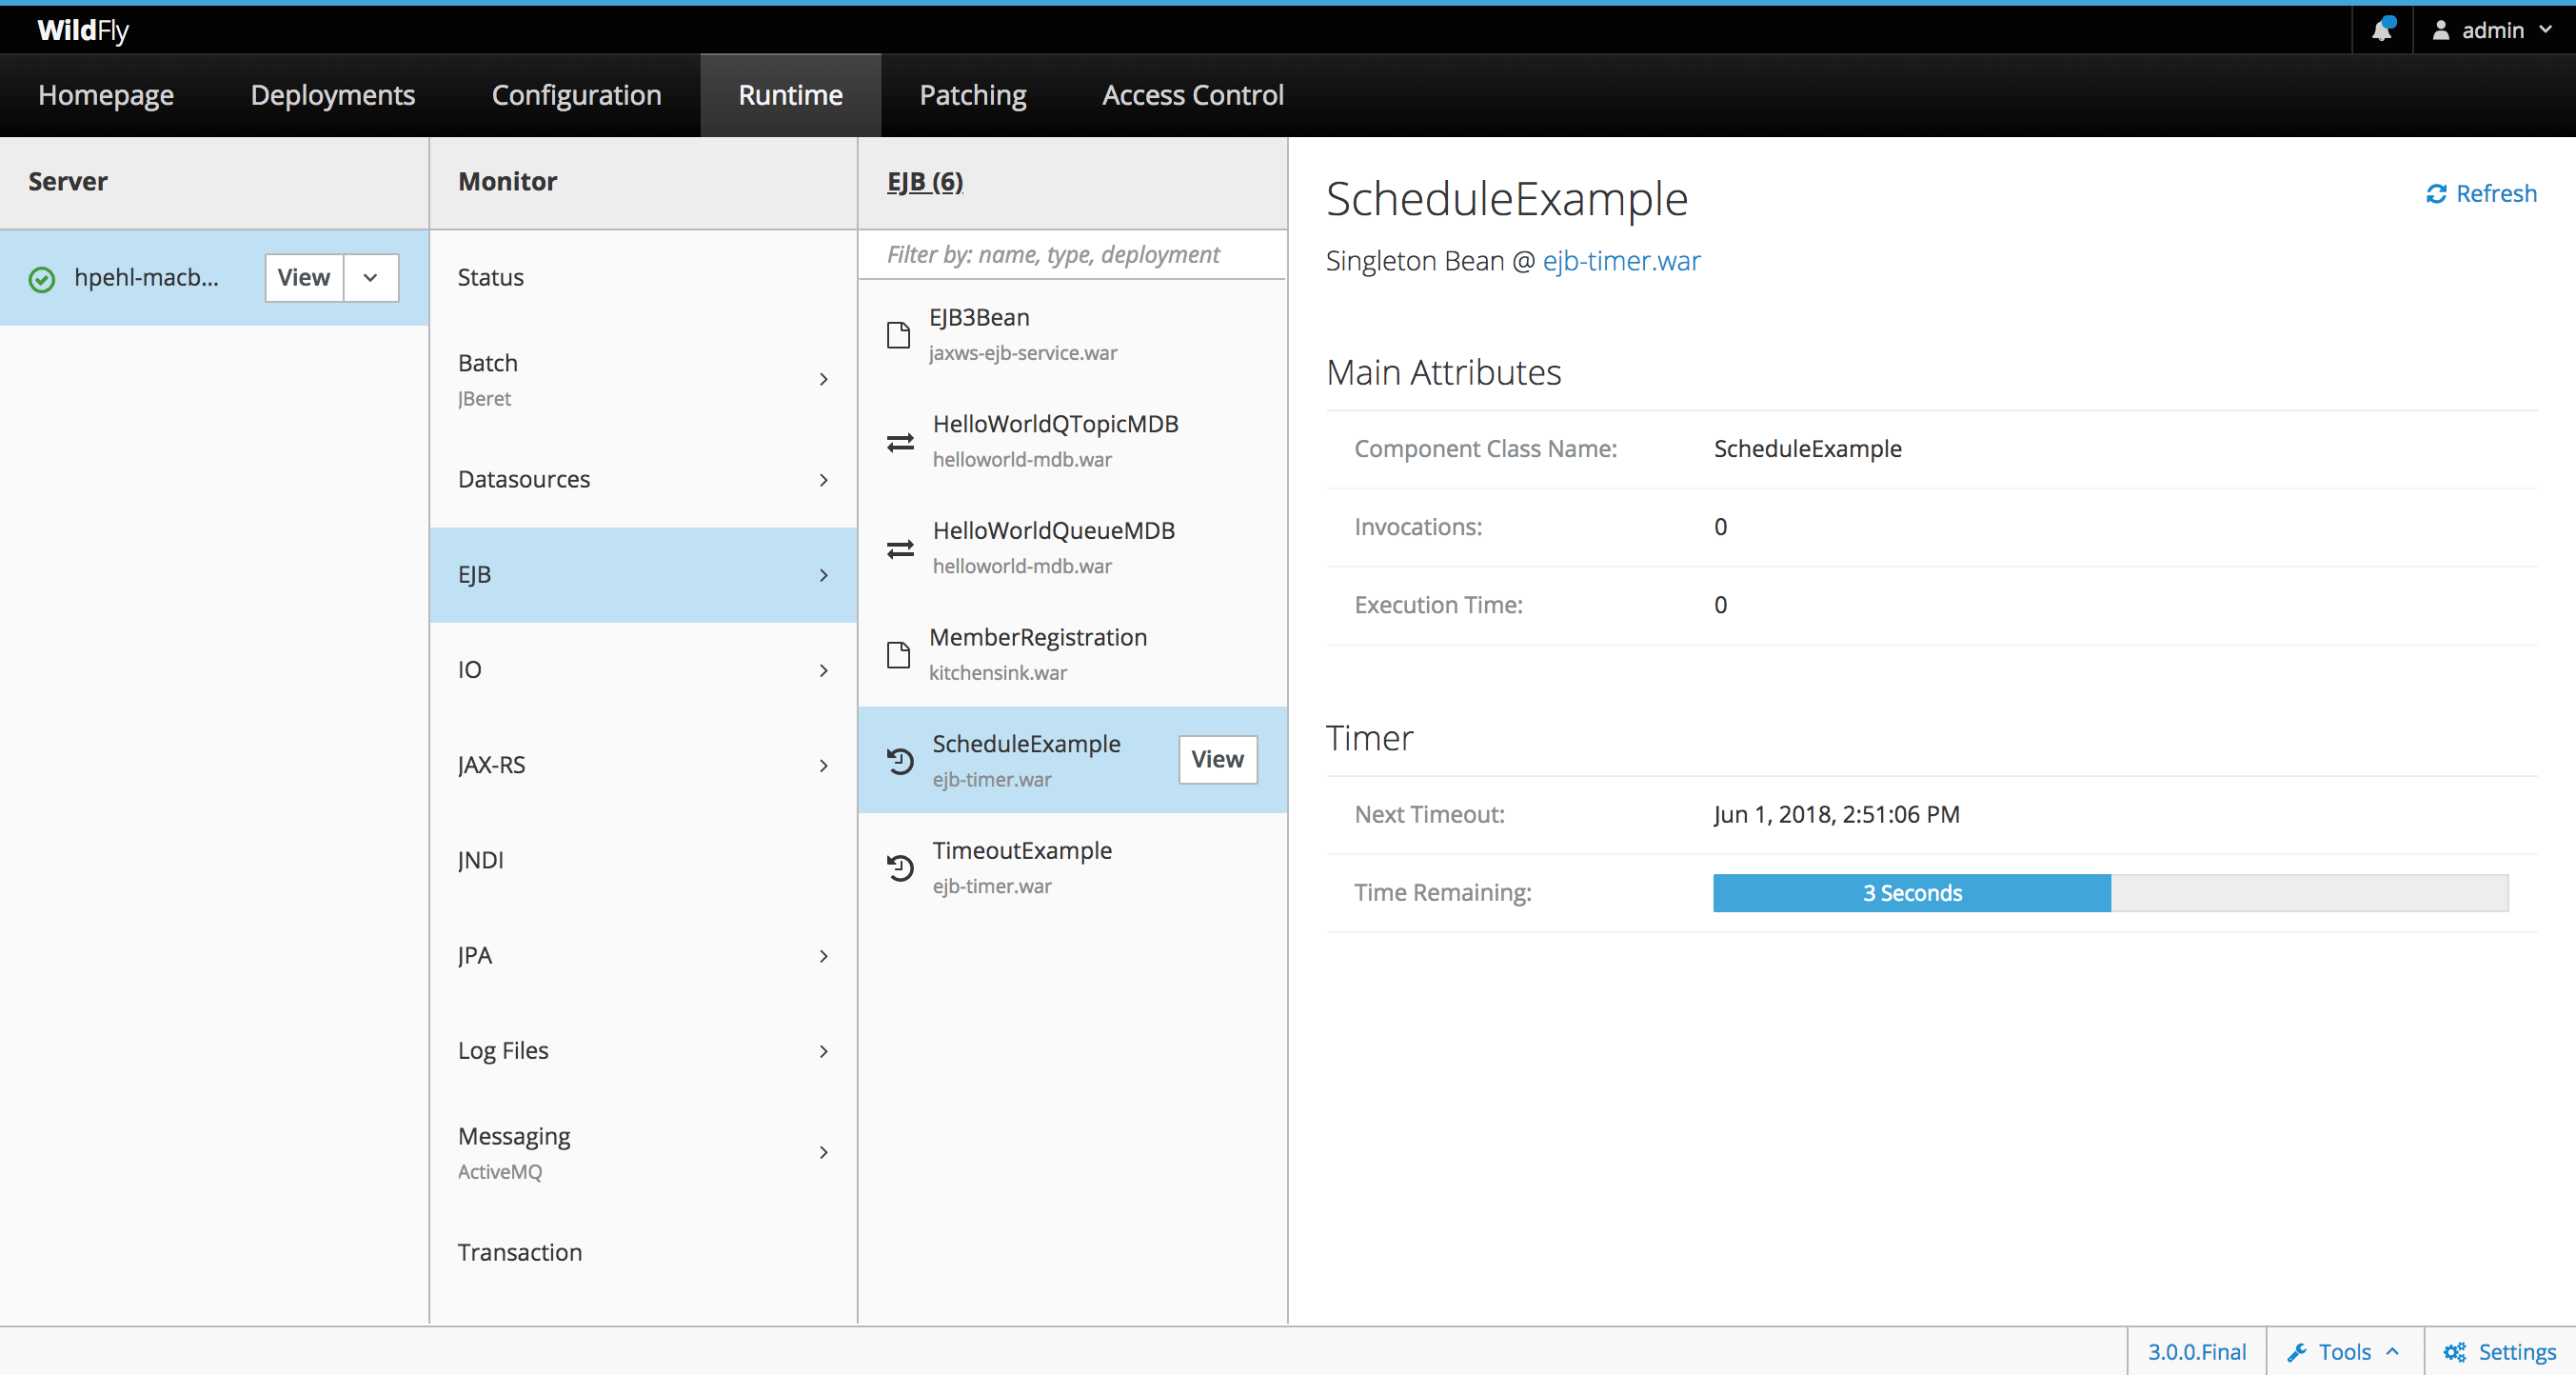 WildFly
admin
Homepage Deployments Configuration Runtime Patching Access Control
Server
hpehl-macb... View
Monitor
Status
Batch
JBeret
Datasources
EJB
IO
JAX-RS
JNDI
JPA
Log Files
Messaging
ActiveMQ
Transaction
EJB (6)
Filter by: name, type, deployment
EJB3Bean
jaxws-ejb-service.war
HelloWorldQTopicMDB
helloworld-mdb.war
HelloWorldQueueMDB
helloworld-mdb.war
MemberRegistration
kitchensink.war
ScheduleExample
ejb-timer.war
View
TimeoutExample
ejb-timer.war
ScheduleExample
Refresh
Singleton Bean @ ejb-timer.war
Main Attributes
Component Class Name: ScheduleExample
Invocations: 0
Execution Time: 0
Timer
Next Timeout: Jun 1, 2018, 2:51:06 PM
Time Remaining: 3 Seconds
3.0.0.Final Tools Settings